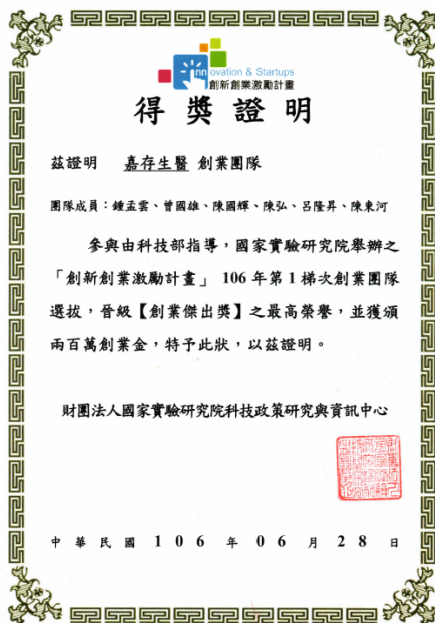 Innovation & Startups
創新創業激勵計畫
得獎證明
茲證明 嘉存生醫 創業團隊
團隊成員：鍾孟雲、曾國雄、陳國輝、陳弘、呂隆昇、陳東河
參與由科技部指導，國家實驗研究院舉辦之
「創新創業激勵計畫」106年第1梯次創業團隊
選拔，晉級【創業傑出獎】之最高榮譽，並獲頒
兩百萬創業金，特予此狀，以茲證明。
財團法人國家實驗研究院科技政策研究與資訊中心
中華民國 106 年 06 月 28 日